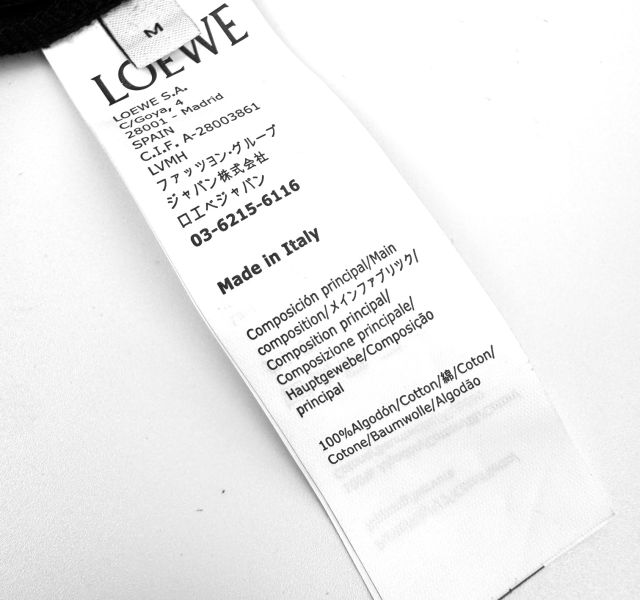 M
LOEWE
LOEWE S.A.
C/Goya, 4
28001 - Madrid
SPAIN
C.I.F. A-28003861
LVMH
ファッツョン・グループ
ジャパン株式会社
ロエベジャパン
03-6215-6116
Made in Italy
Composición principal/Main
composition/メインファブリツク/
Composition principal/
Composizione principale/
Hauptgewebe/Composição
principal
100%Algodón/Cotton/綿/Coton/
Cotone/Baumwolle/Algodão